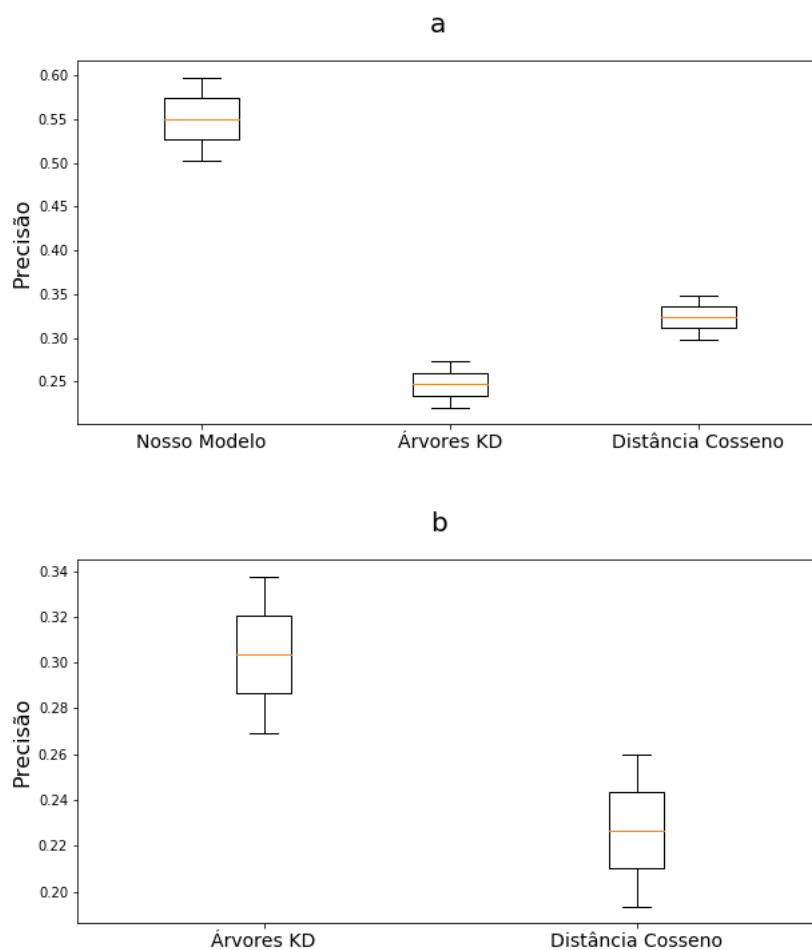 a
Precisão
0.60
0.55
0.50
0.45
0.40
0.35
0.30
0.25
Nosso Modelo
Árvores KD
Distância Cosseno
b
Precisão
0.34
0.32
0.30
0.28
0.26
0.24
0.22
0.20
Árvores KD
Distância Cosseno